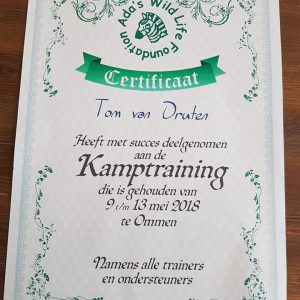 Ada's Wild Life Foundation
Certificaat
Tom van Druten
Heeft met succes deelgenomen
aan de
Kamptraining
die is gehouden van
9 t/m 13 mei 2018
te Ommen
Namens alle trainers
en ondersteuners